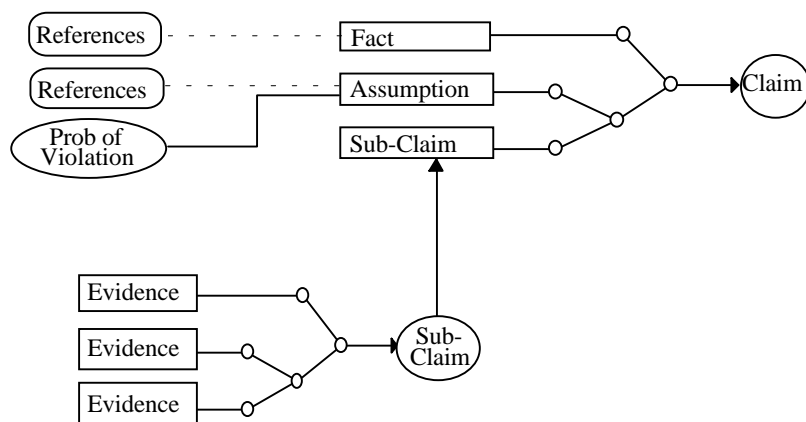 References
Fact
References
Assumption
Claim
Prob of
Violation
Sub-Claim
Evidence
Evidence
Sub-
Claim
Evidence